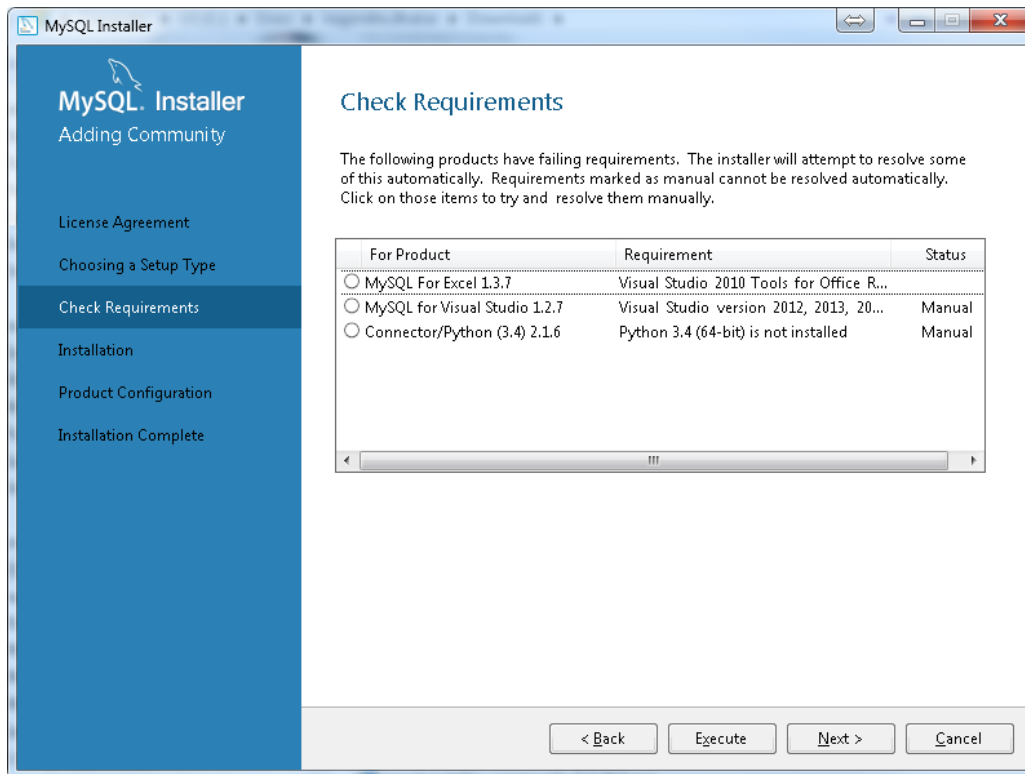 MySQL Installer
MySQL. Installer
Adding Community
License Agreement
Choosing a Setup Type
Check Requirements
Installation
Product Configuration
Installation Complete
Check Requirements
The following products have failing requirements. The installer will attempt to resolve some
of this automatically. Requirements marked as manual cannot be resolved automatically.
Click on those items to try and resolve them manually.
For Product Requirement Status
MySQL For Excel 1.3.7 Visual Studio 2010 Tools for Office R...
MySQL for Visual Studio 1.2.7 Visual Studio version 2012, 2013, 20... Manual
Connector/Python (3.4) 2.1.6 Python 3.4 (64-bit) is not installed Manual
< Back Execute Next > Cancel